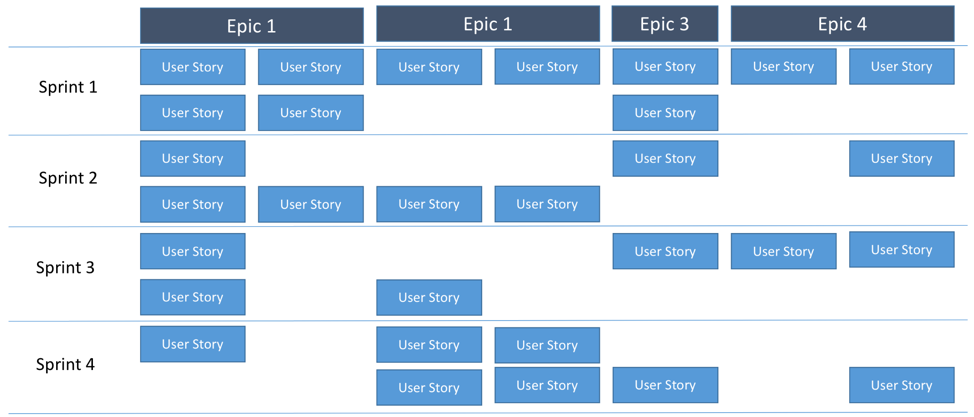 Epic 1 Epic 1 Epic 3 Epic 4
User Story User Story User Story User Story User Story User Story User Story
Sprint 1
User Story User Story User Story
User Story User Story User Story
Sprint 2
User Story User Story User Story User Story
User Story User Story User Story User Story
Sprint 3
User Story User Story
User Story User Story User Story
Sprint 4
User Story User Story User Story User Story